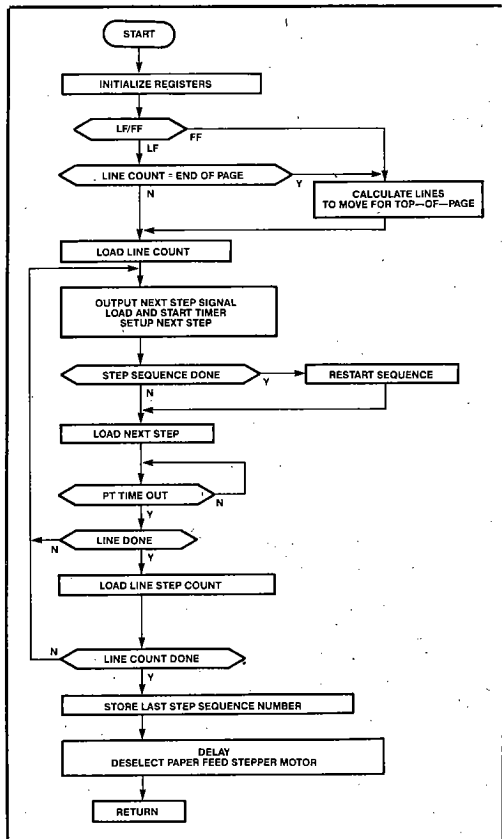 START
INITIALIZE REGISTERS
LF/FF
FF
LF
LINE COUNT = END OF PAGE
Y
N
CALCULATE LINES
TO MOVE FOR TOP—OF—PAGE
LOAD LINE COUNT
OUTPUT NEXT STEP SIGNAL
LOAD AND START TIMER
SETUP NEXT STEP
STEP SEQUENCE DONE
Y
RESTART SEQUENCE
N
LOAD NEXT STEP
PT TIME OUT
N
Y
N
LINE DONE
Y
LOAD LINE STEP COUNT
N
LINE COUNT DONE
Y
STORE LAST STEP SEQUENCE NUMBER
DELAY
DESELECT PAPER FEED STEPPER MOTOR
RETURN